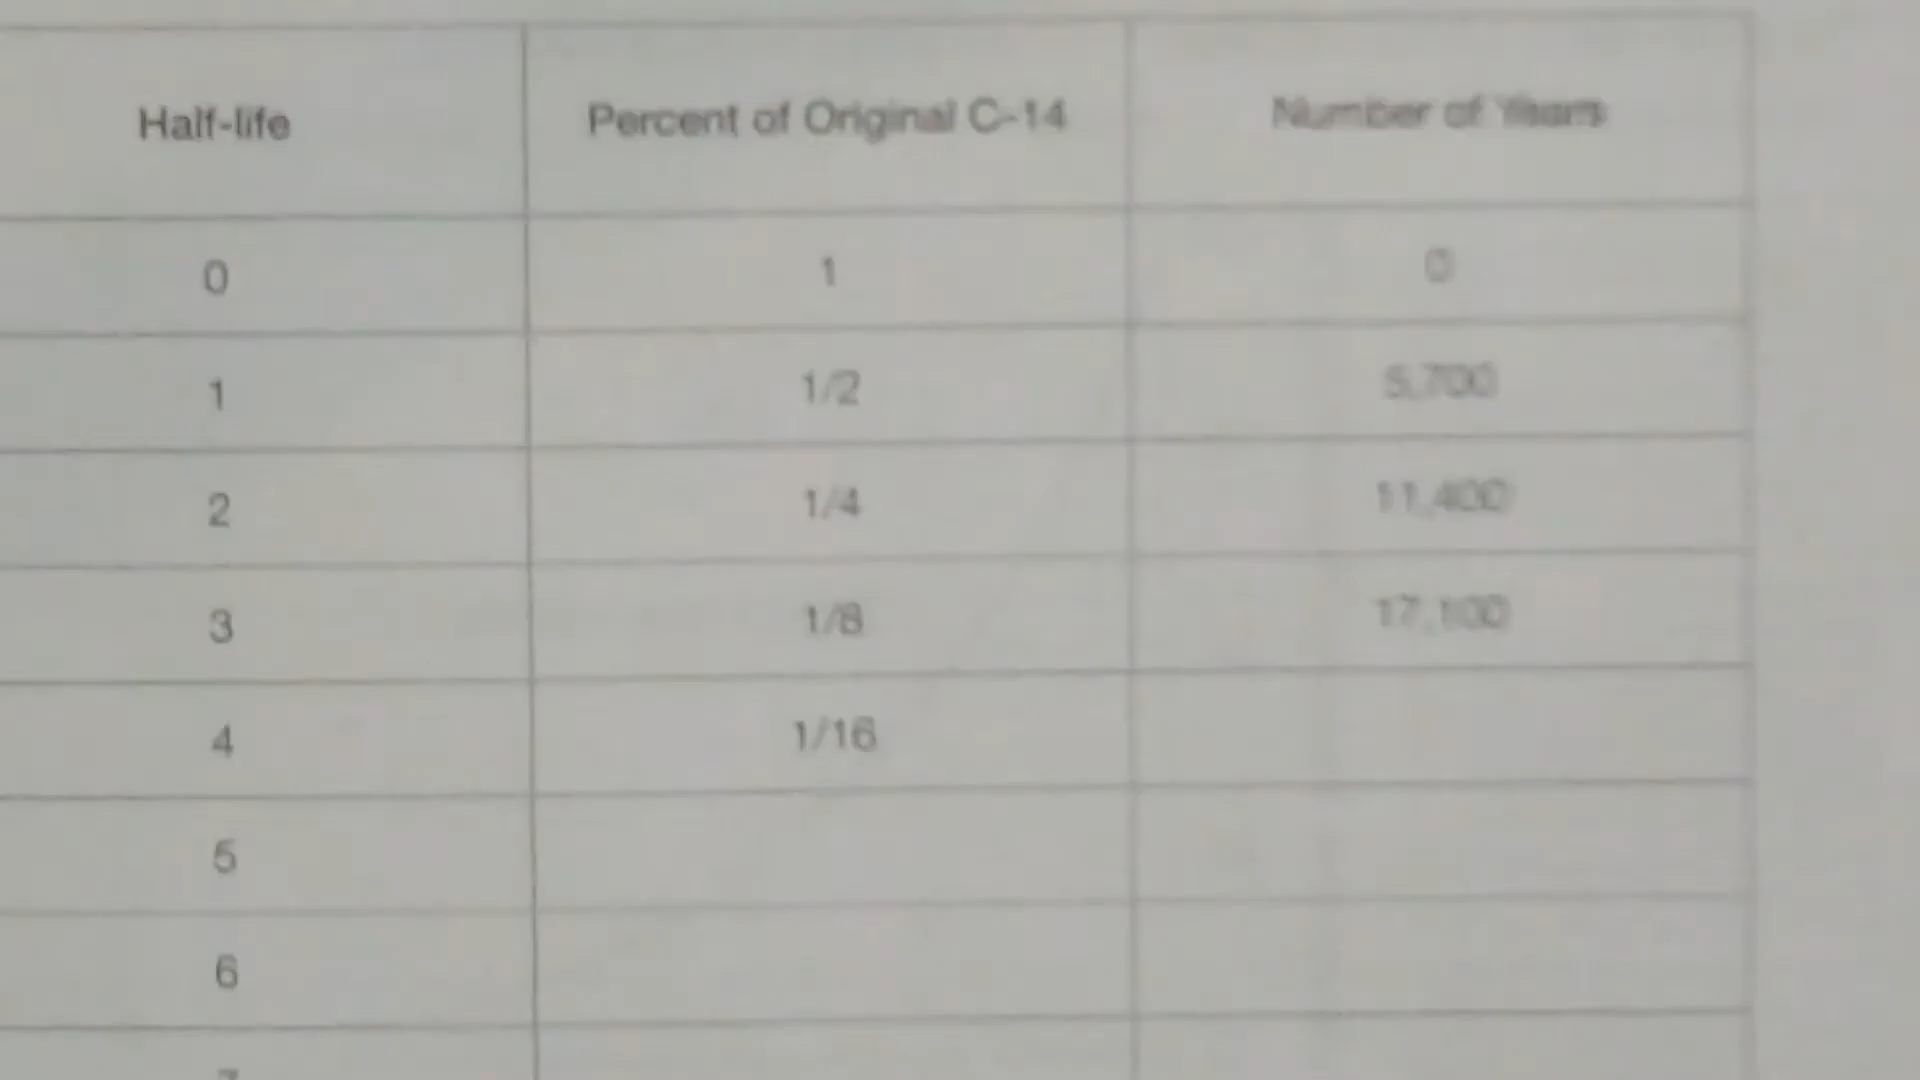 Half-life Percent of Original C-14 Number of Years
0 1 0
1 1/2 5,700
2 1/4 11,400
3 1/8 17,100
4 1/16
5
6